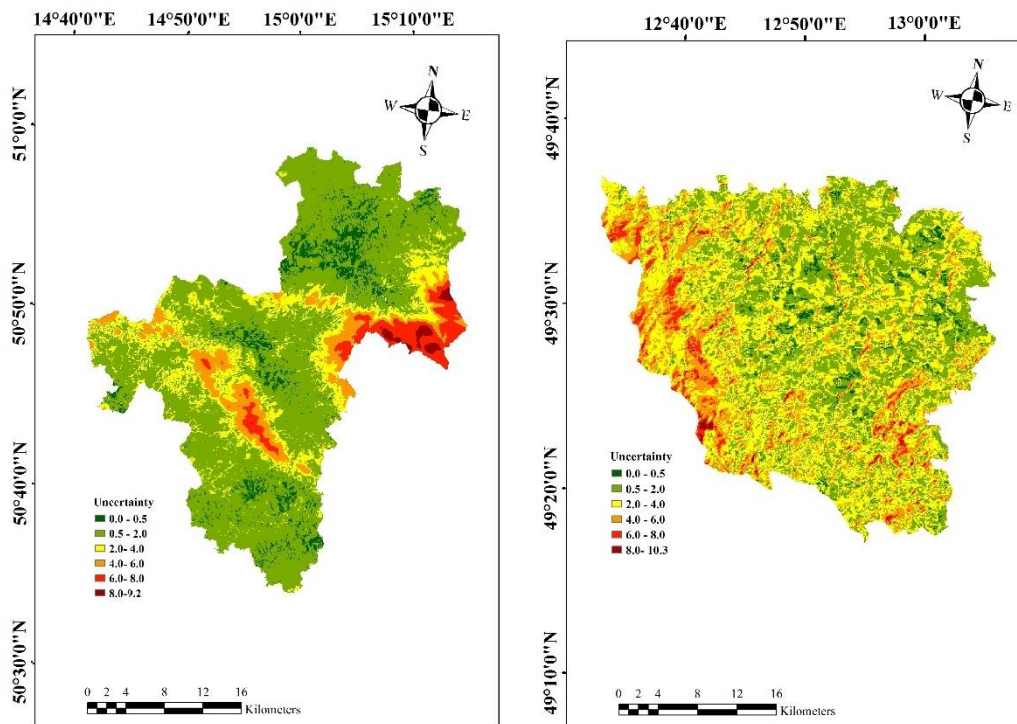 14°40'0"E 14°50'0"E 15°0'0"E 15°10'0"E
51°0'0"N
50°50'0"N
50°40'0"N
50°30'0"N
N
W E
S
Uncertainty
0.0 - 0.5
0.5 - 2.0
2.0- 4.0
4.0 - 6.0
6.0- 8.0
8.0-9.2
0 2 4 8 12 16
Kilometers
12°40'0"E 12°50'0"E 13°0'0"E
49°40'0"N
49°30'0"N
49°20'0"N
49°10'0"N
N
W E
S
Uncertainty
0.0 - 0.5
0.5 - 2.0
2.0 - 4.0
4.0 - 6.0
6.0 - 8.0
8.0- 10.3
0 2 4 8 12 16
Kilometers